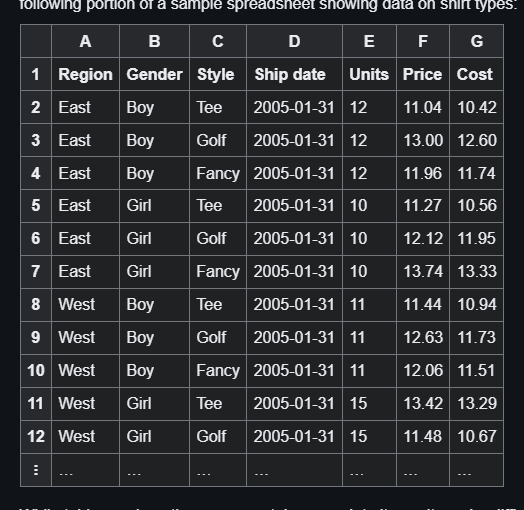 following portion of a sample spreadsheet showing data on shirt types:
A B C D E F G
1 Region Gender Style Ship date Units Price Cost
2 East Boy Tee 2005-01-31 12 11.04 10.42
3 East Boy Golf 2005-01-31 12 13.00 12.60
4 East Boy Fancy 2005-01-31 12 11.96 11.74
5 East Girl Tee 2005-01-31 10 11.27 10.56
6 East Girl Golf 2005-01-31 10 12.12 11.95
7 East Girl Fancy 2005-01-31 10 13.74 13.33
8 West Boy Tee 2005-01-31 11 11.44 10.94
9 West Boy Golf 2005-01-31 11 12.63 11.73
10 West Boy Fancy 2005-01-31 11 12.06 11.51
11 West Girl Tee 2005-01-31 15 13.42 13.29
12 West Girl Golf 2005-01-31 15 11.48 10.67
⋮ ... ... ... ... ... ... ...